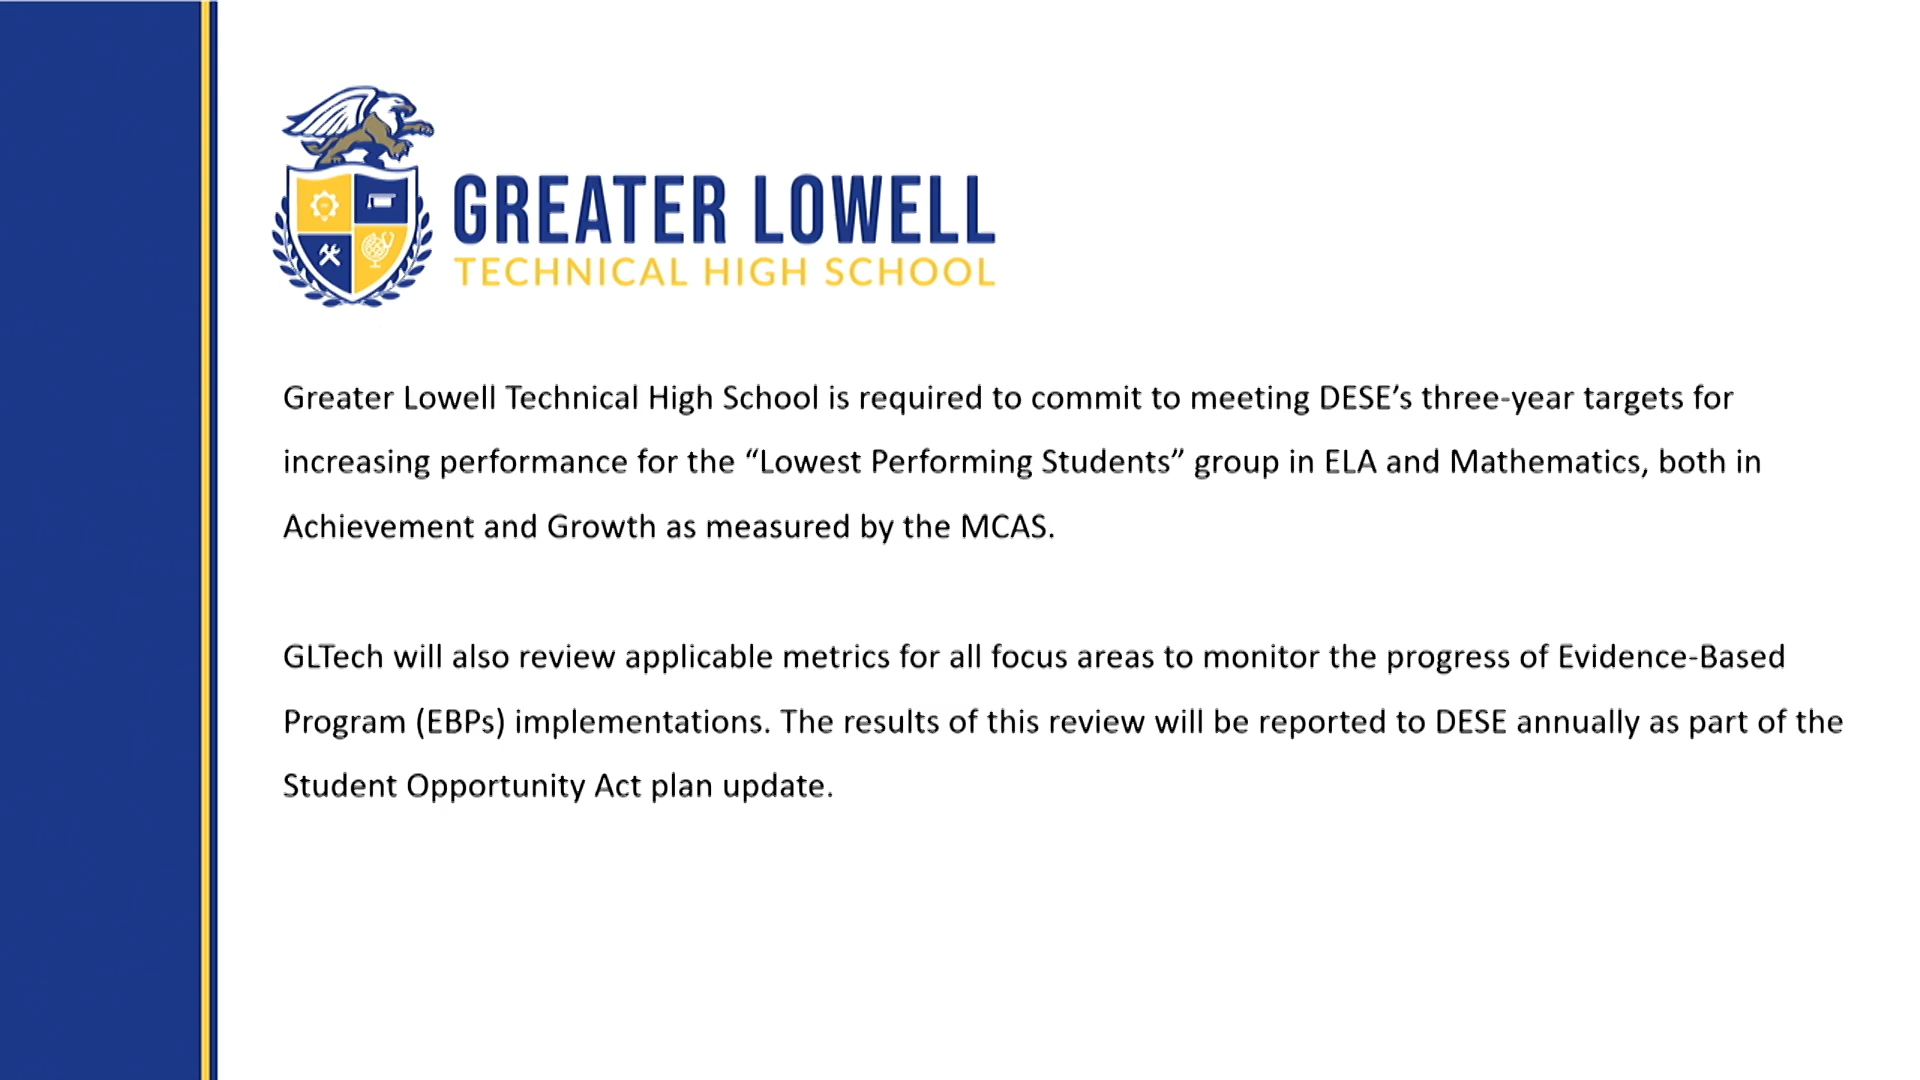 GREATER LOWELL
TECHNICAL HIGH SCHOOL
Greater Lowell Technical High School is required to commit to meeting DESE’s three-year targets for
increasing performance for the “Lowest Performing Students” group in ELA and Mathematics, both in
Achievement and Growth as measured by the MCAS.
GLTech will also review applicable metrics for all focus areas to monitor the progress of Evidence-Based
Program (EBPs) implementations. The results of this review will be reported to DESE annually as part of the
Student Opportunity Act plan update.